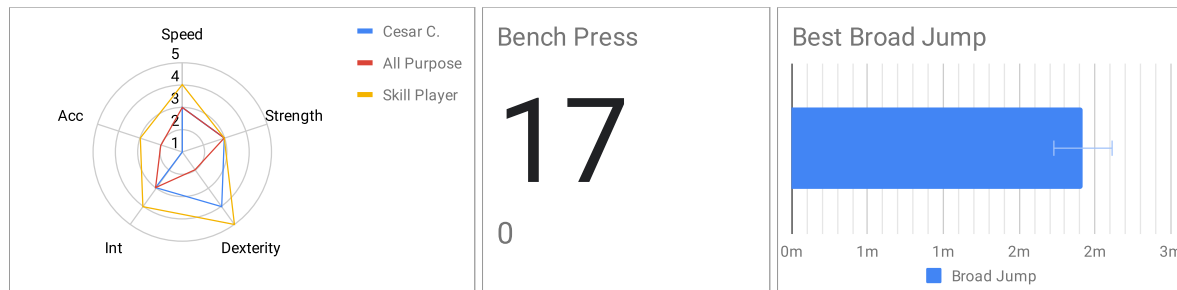 Speed
5
4
3
2
1
Acc
Strength
Int
Dexterity
Cesar C.
All Purpose
Skill Player
Bench Press
17
0
Best Broad Jump
0m 1m 1m 2m 2m 3m
Broad Jump